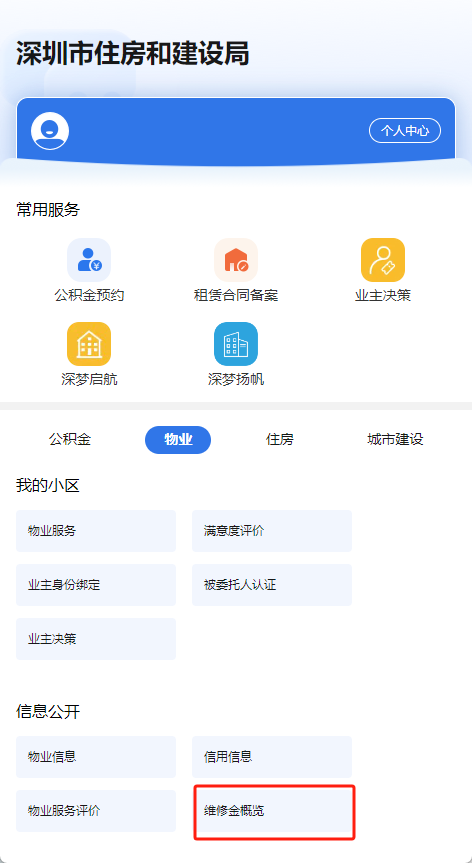 深圳市住房和建设局
个人中心
常用服务
公积金预约
租赁合同备案
业主决策
深梦启航
深梦扬帆
公积金
物业
住房
城市建设
我的小区
物业服务
满意度评价
业主身份绑定
被委托人认证
业主决策
信息公开
物业信息
信用信息
物业服务评价
维修金概览